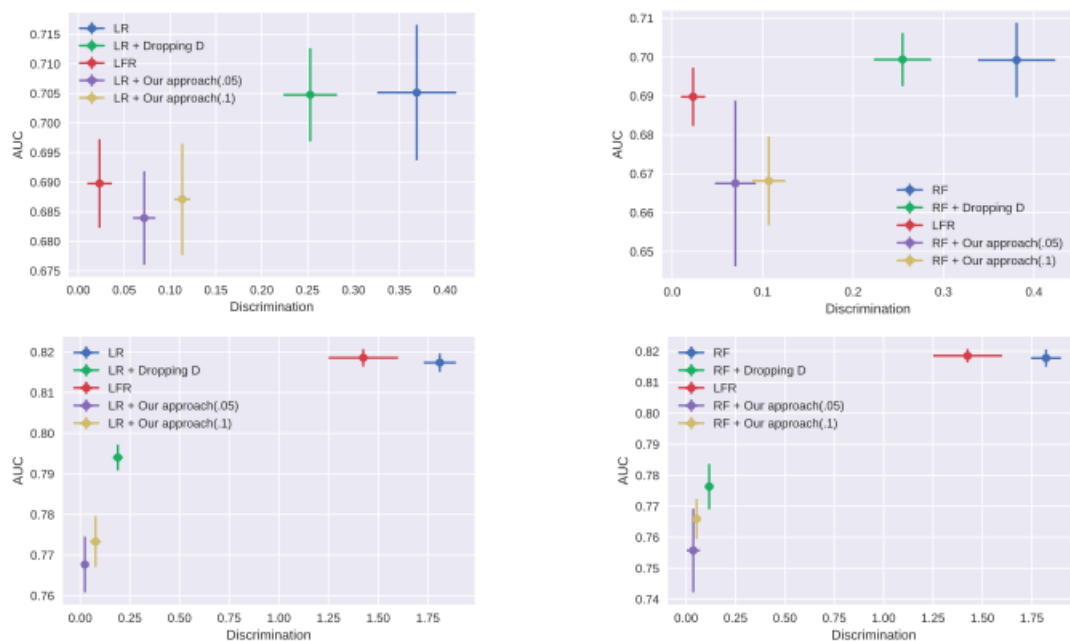 0.715
0.710
0.705
0.700
0.695
0.690
0.685
0.680
0.675
AUC
LR
LR + Dropping D
LFR
LR + Our approach(.05)
LR + Our approach(.1)
0.00 0.05 0.10 0.15 0.20 0.25 0.30 0.35 0.40
Discrimination
0.71
0.70
0.69
0.68
0.67
0.66
0.65
AUC
RF
RF + Dropping D
LFR
RF + Our approach(.05)
RF + Our approach(.1)
0.0 0.1 0.2 0.3 0.4
Discrimination
0.82
0.81
0.80
0.79
0.78
0.77
0.76
AUC
LR
LR + Dropping D
LFR
LR + Our approach(.05)
LR + Our approach(.1)
0.00 0.25 0.50 0.75 1.00 1.25 1.50 1.75
Discrimination
0.82
0.81
0.80
0.79
0.78
0.77
0.76
0.75
0.74
AUC
RF
RF + Dropping D
LFR
RF + Our approach(.05)
RF + Our approach(.1)
0.00 0.25 0.50 0.75 1.00 1.25 1.50 1.75
Discrimination